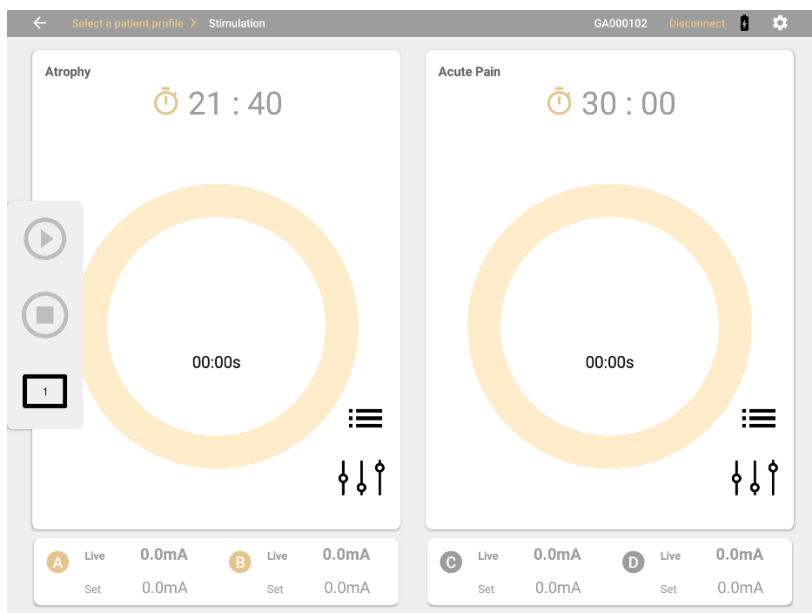 Select a patient profile > Stimulation GA000102 Disconnect
Atrophy
21 : 40
00:00s
1
Acute Pain
30 : 00
00:00s
A Live 0.0mA B Live 0.0mA
Set 0.0mA Set 0.0mA
C Live 0.0mA D Live 0.0mA
Set 0.0mA Set 0.0mA